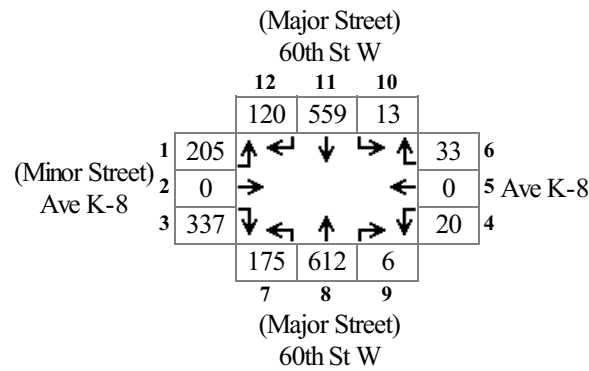 (Major Street)
60th St W
12 11 10
120 559 13
1 205 33 6
(Minor Street) 2 0 0 5 Ave K-8
Ave K-8
3 337 20 4
175 612 6
7 8 9
(Major Street)
60th St W